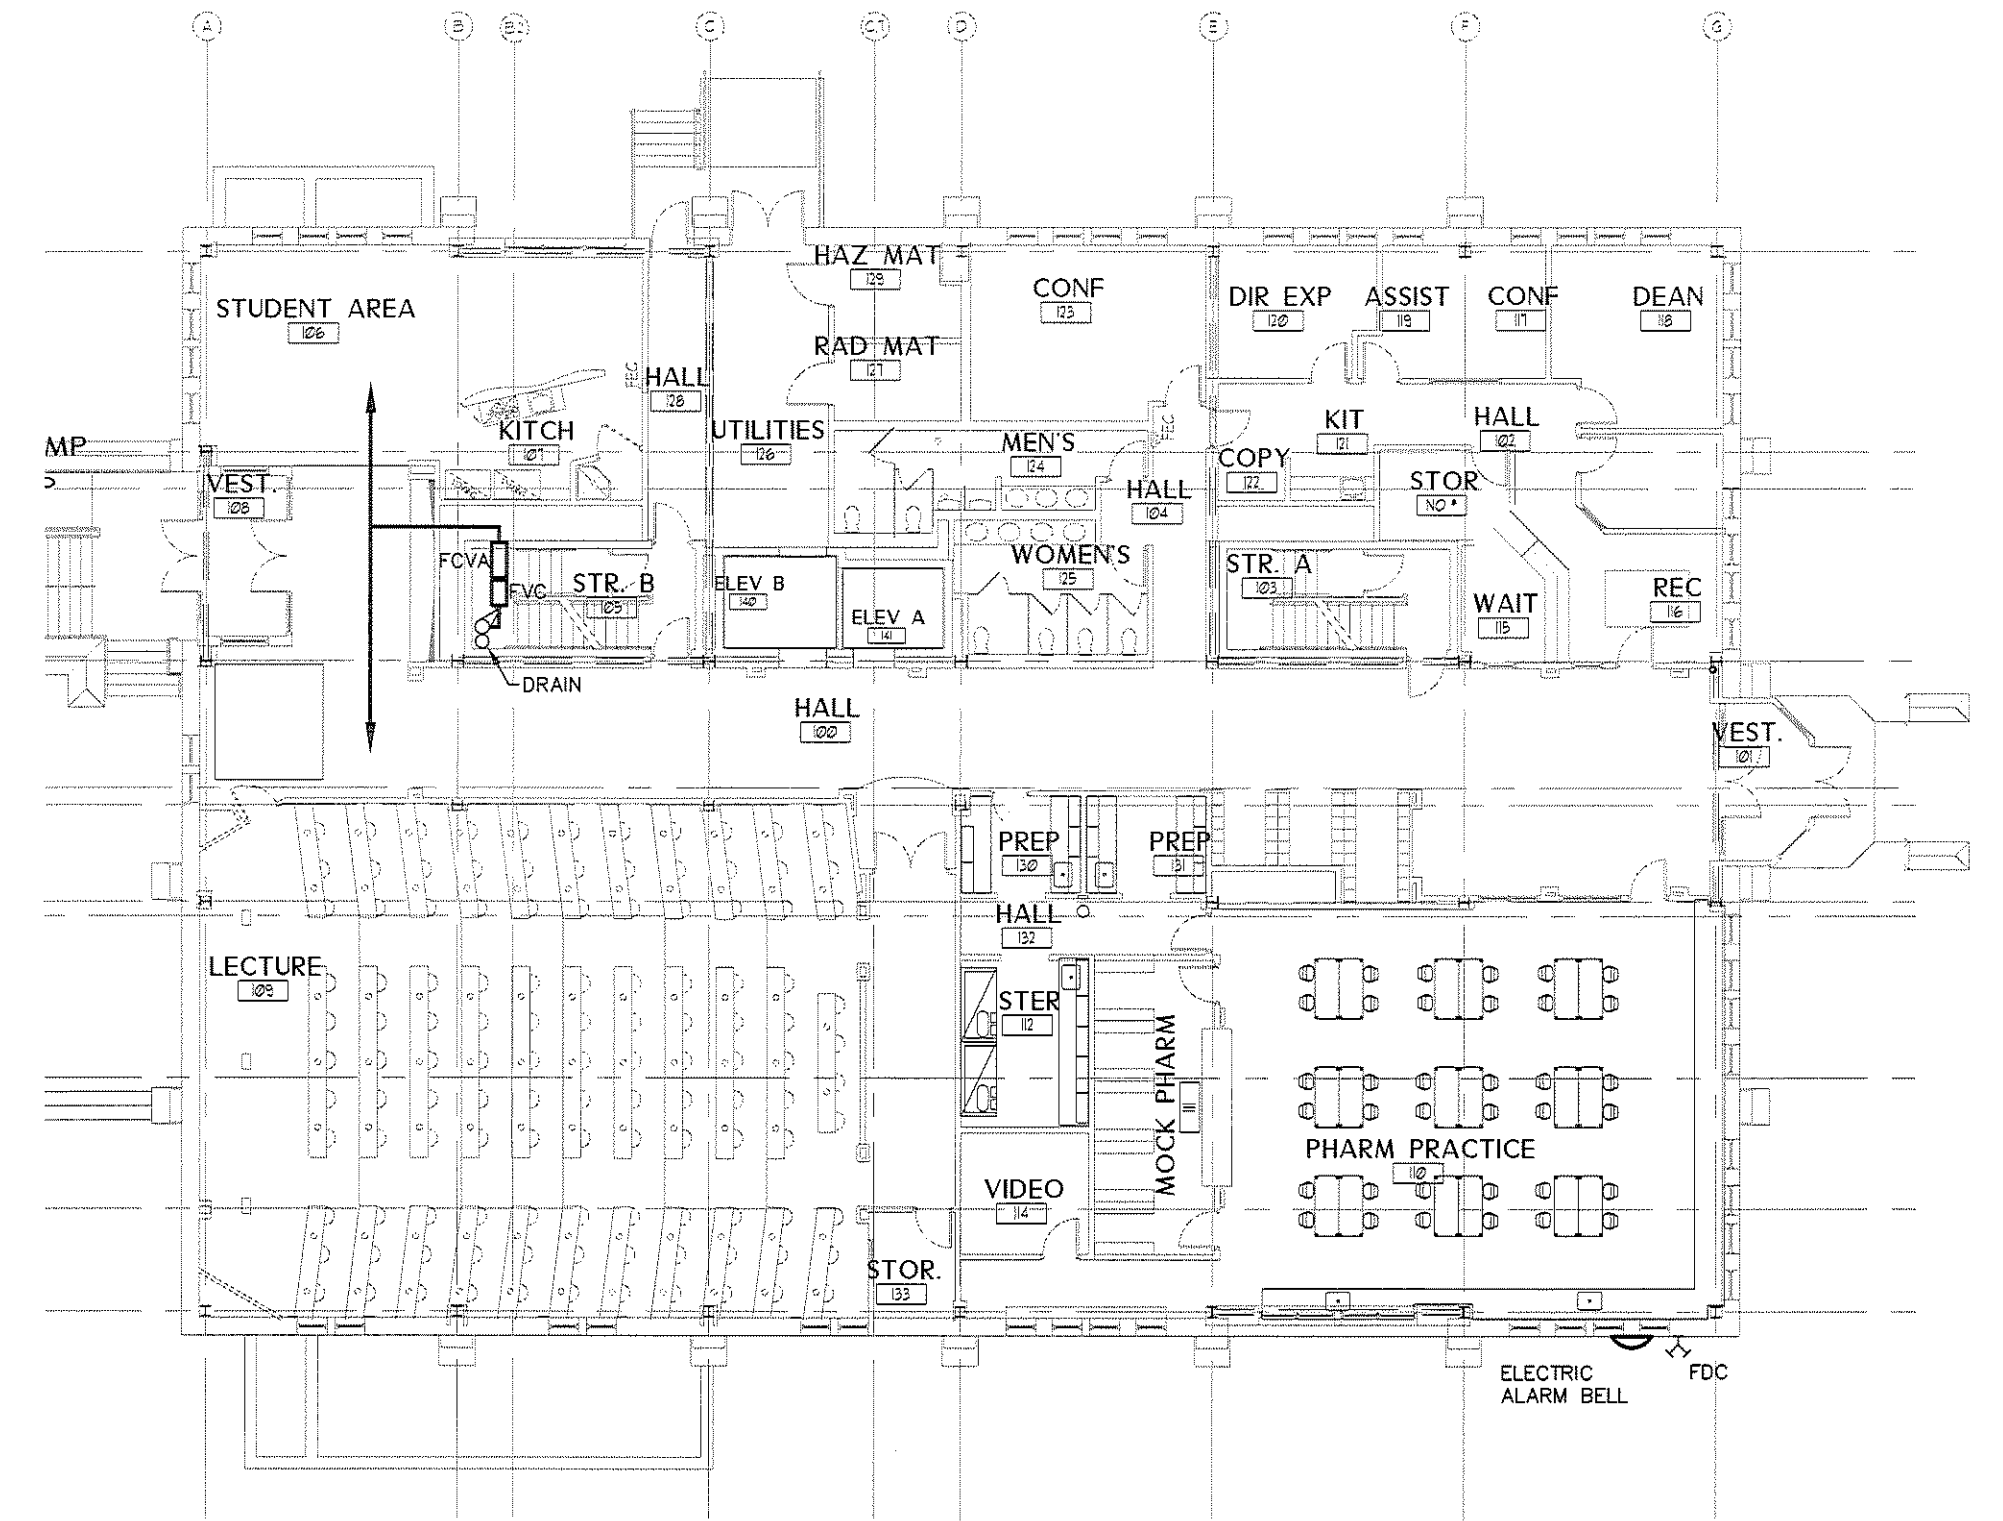 A B B2 C C.1 D E F G
HAZ MAT
129
STUDENT AREA
106
CONF
123
DIR EXP
120
ASSIST
119
CONF
117
DEAN
118
RAD MAT
127
FEC
HALL
128
KITCH
107
UTILITIES
126
MEN'S
124
FEC
KIT
121
HALL
102
MP
VEST.
108
COPY
122
STOR
NO #
HALL
104
FCVA
FVC
STR. B
105
ELEV B
140
ELEV A
141
WOMEN'S
125
STR. A
103
WAIT
115
REC
116
DRAIN
HALL
100
VEST.
101
PREP
130
PREP
131
HALL
132
LECTURE
109
STER
112
MOCK PHARM
PHARM PRACTICE
110
VIDEO
114
STOR.
133
ELECTRIC
ALARM BELL
FDC